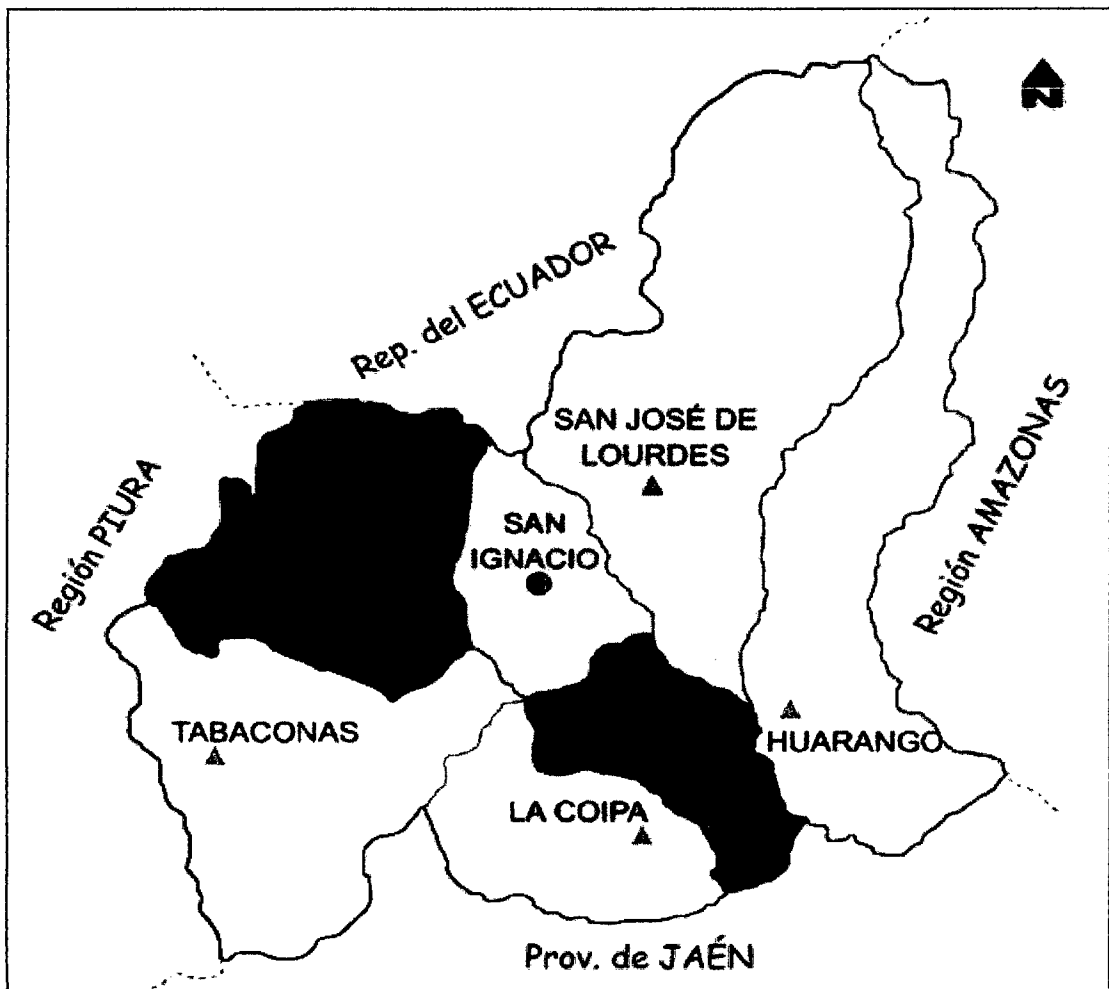 N
Rep. del ECUADOR
SAN JOSÉ DE
LOURDES
Región PIURA
SAN
IGNACIO
Región AMAZONAS
TABACONAS
HUARANGO
LA COIPA
Prov. de JAÉN